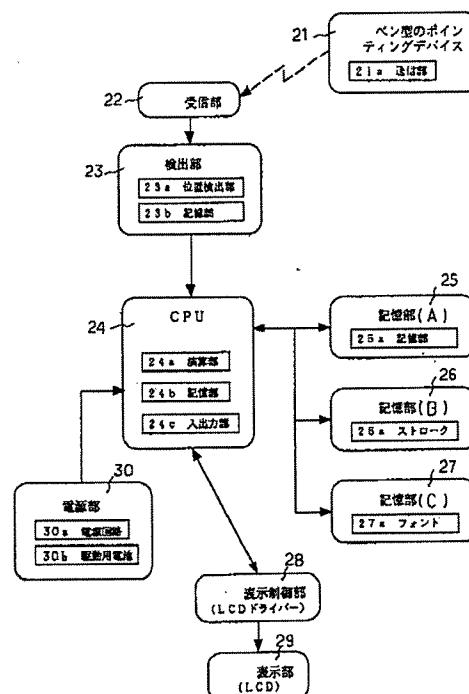 21
ペン型のポイン
ティングデバイス
21a 送信部
22
受信部
23
検出部
23a 位置検出部
23b 記憶部
24
CPU
24a 演算部
24b 記憶部
24c 入出力部
25
記憶部(A)
25a 記憶部
26
記憶部(B)
26a ストローク
27
記憶部(C)
27a フォント
30
電源部
30a 電源回路
30b 駆動用電池
28
表示制御部
(LCDドライバー)
29
表示部
(LCD)